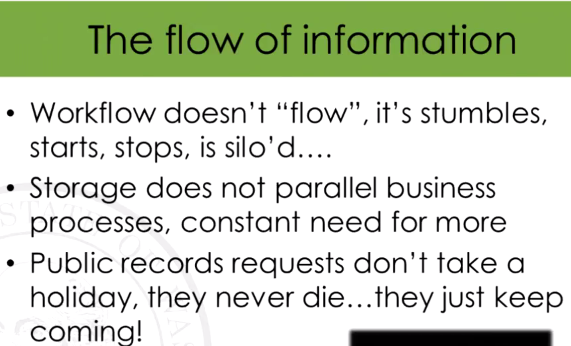 The flow of information
• Workflow doesn't “flow”, it's stumbles,
starts, stops, is silo'd....
• Storage does not parallel business
processes, constant need for more
• Public records requests don't take a
holiday, they never die...they just keep
coming!